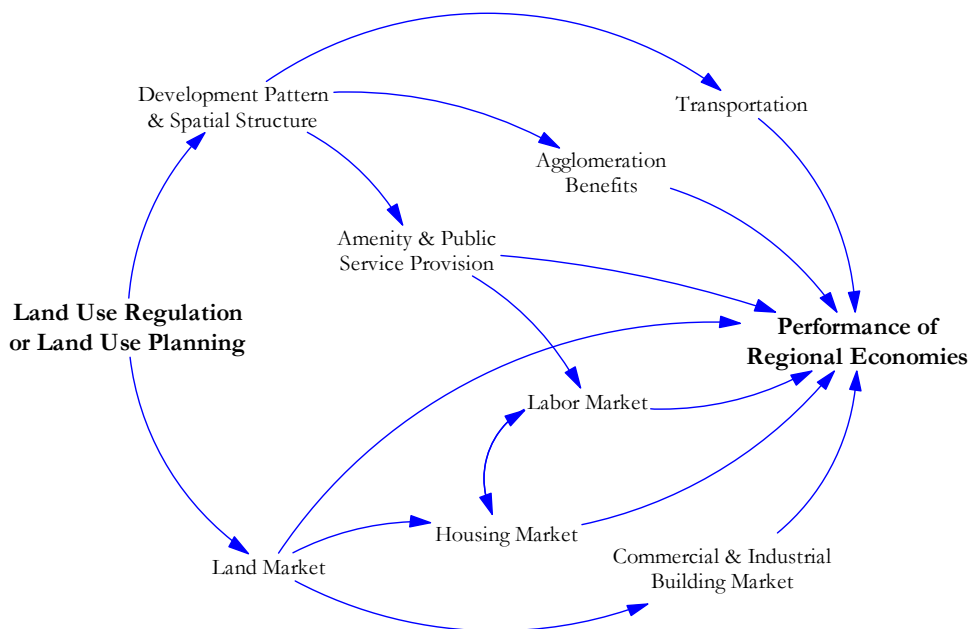 Development Pattern
& Spatial Structure
Transportation
Agglomeration
Benefits
Amenity & Public
Service Provision
Land Use Regulation
or Land Use Planning
Performance of
Regional Economies
Labor Market
Housing Market
Land Market
Commercial & Industrial
Building Market